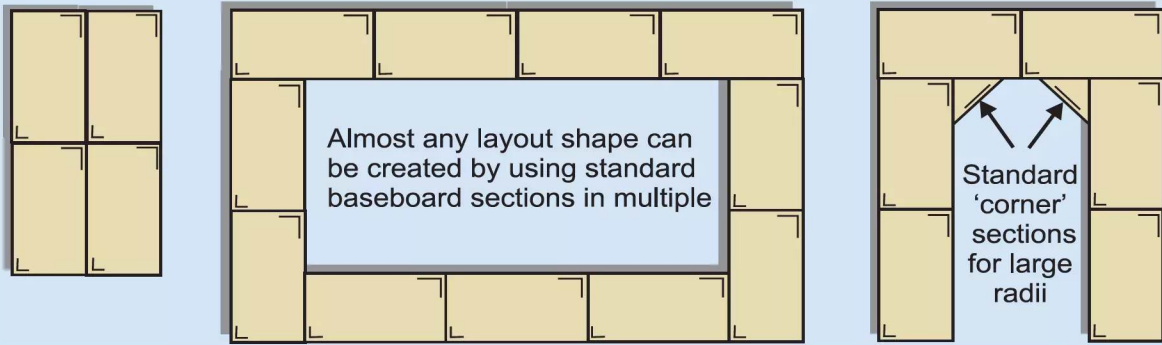 Almost any layout shape can
be created by using standard
baseboard sections in multiple
Standard
‘corner’
sections
for large
radii